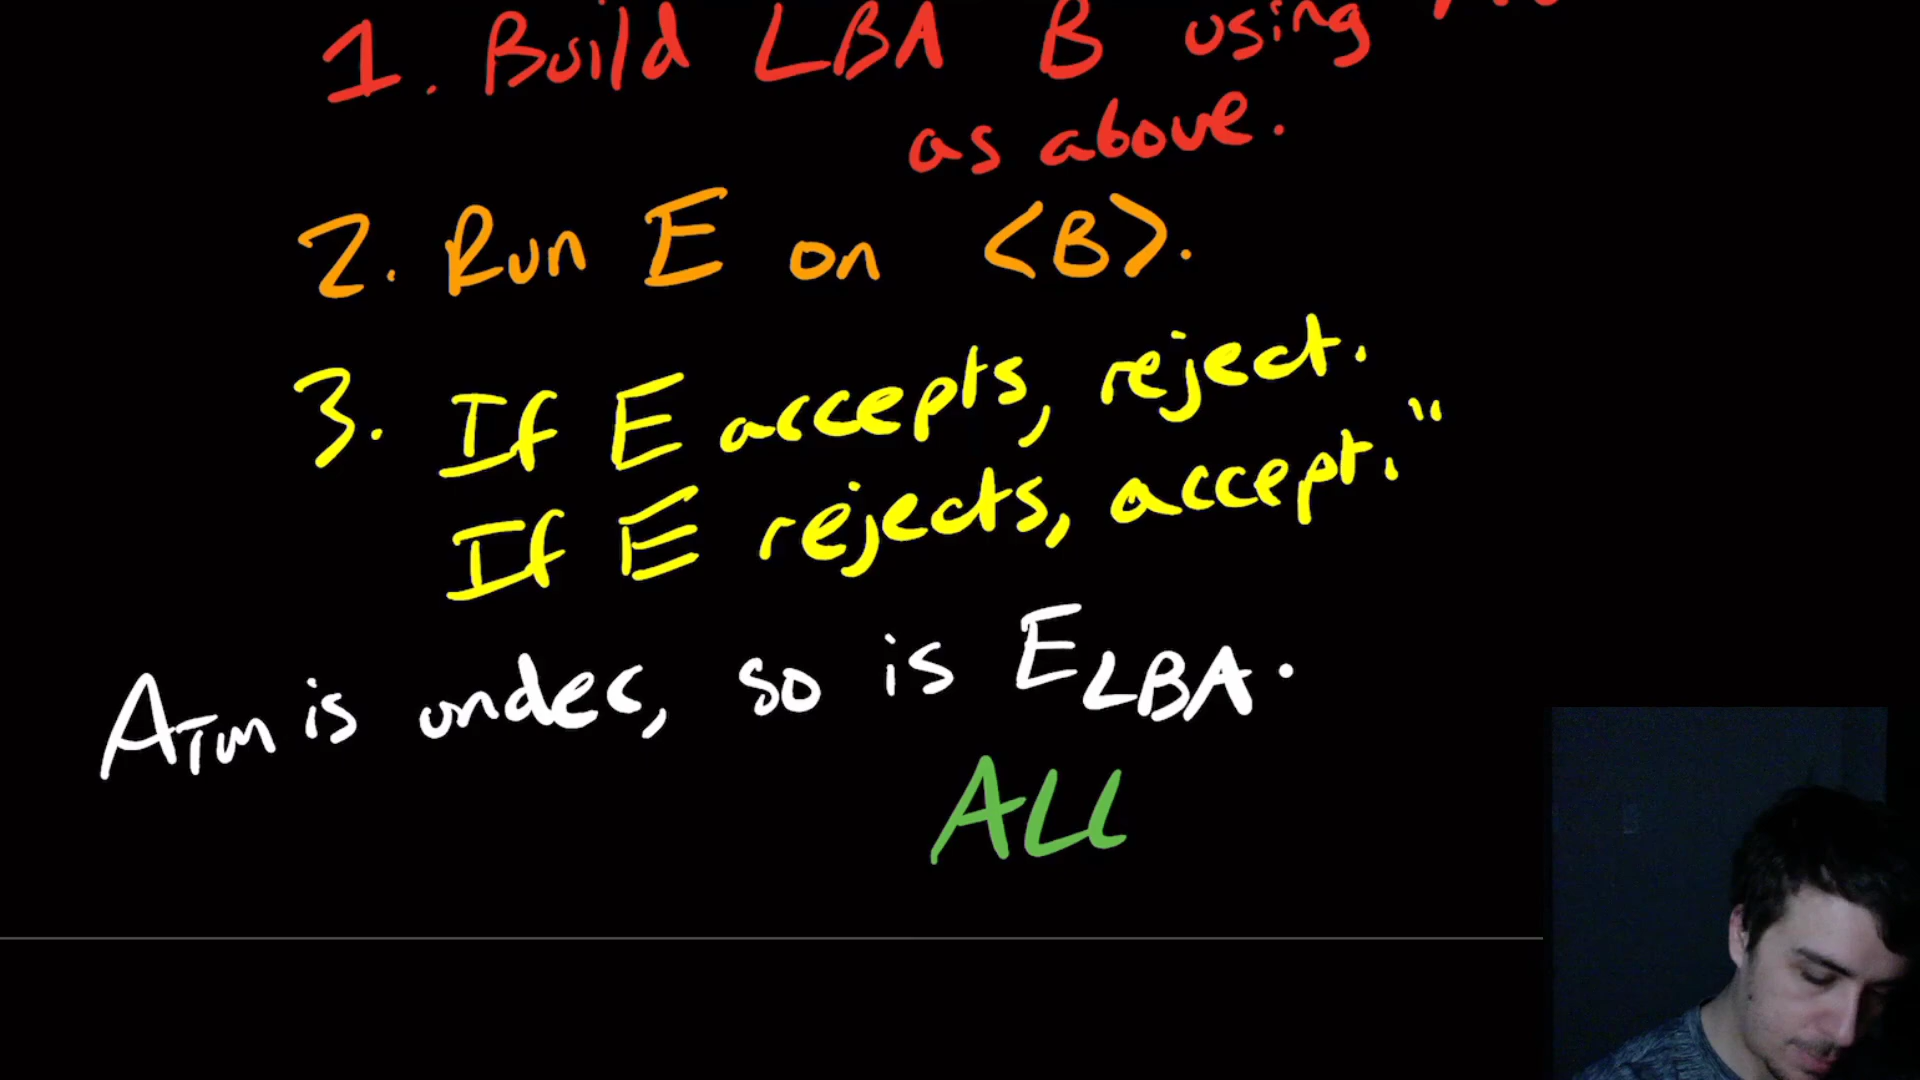 1. Build LBA B using
as above.
2. Run E on <B>.
3. If E accepts, reject.
If E rejects, accept."
ATM is undec, so is ELBA.
ALL